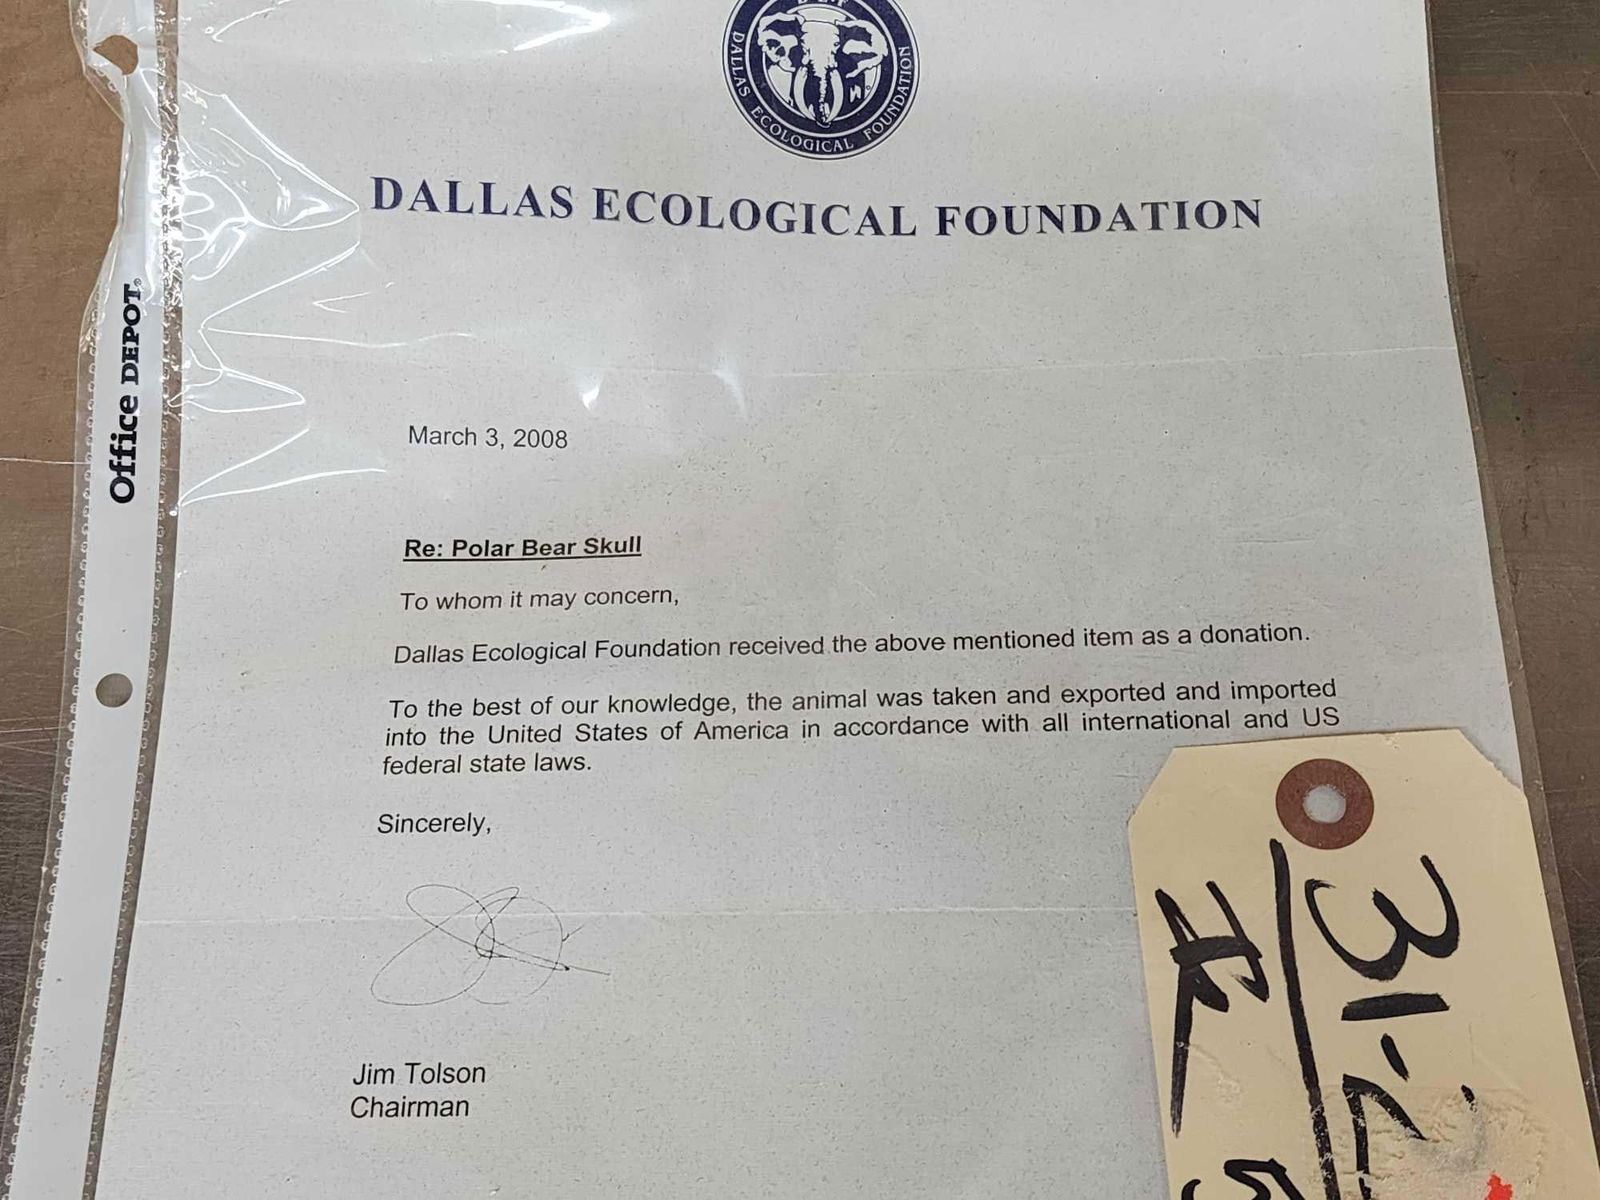 DALLAS ECOLOGICAL FOUNDATION
DALLAS ECOLOGICAL FOUNDATION
Office DEPOT®
March 3, 2008
Re: Polar Bear Skull
To whom it may concern,
Dallas Ecological Foundation received the above mentioned item as a donation.
To the best of our knowledge, the animal was taken and exported and imported
into the United States of America in accordance with all international and US
federal state laws.
Sincerely,
Jim Tolson
Chairman
31-2